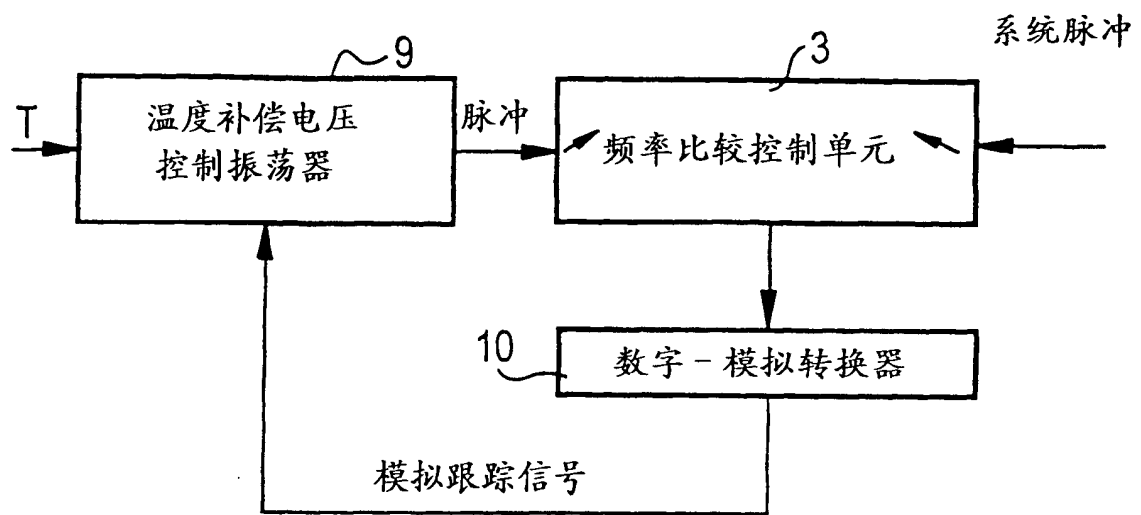 系统脉冲
9
3
T
温度补偿电压
控制振荡器
脉冲
频率比较控制单元
10
数字-模拟转换器
模拟跟踪信号